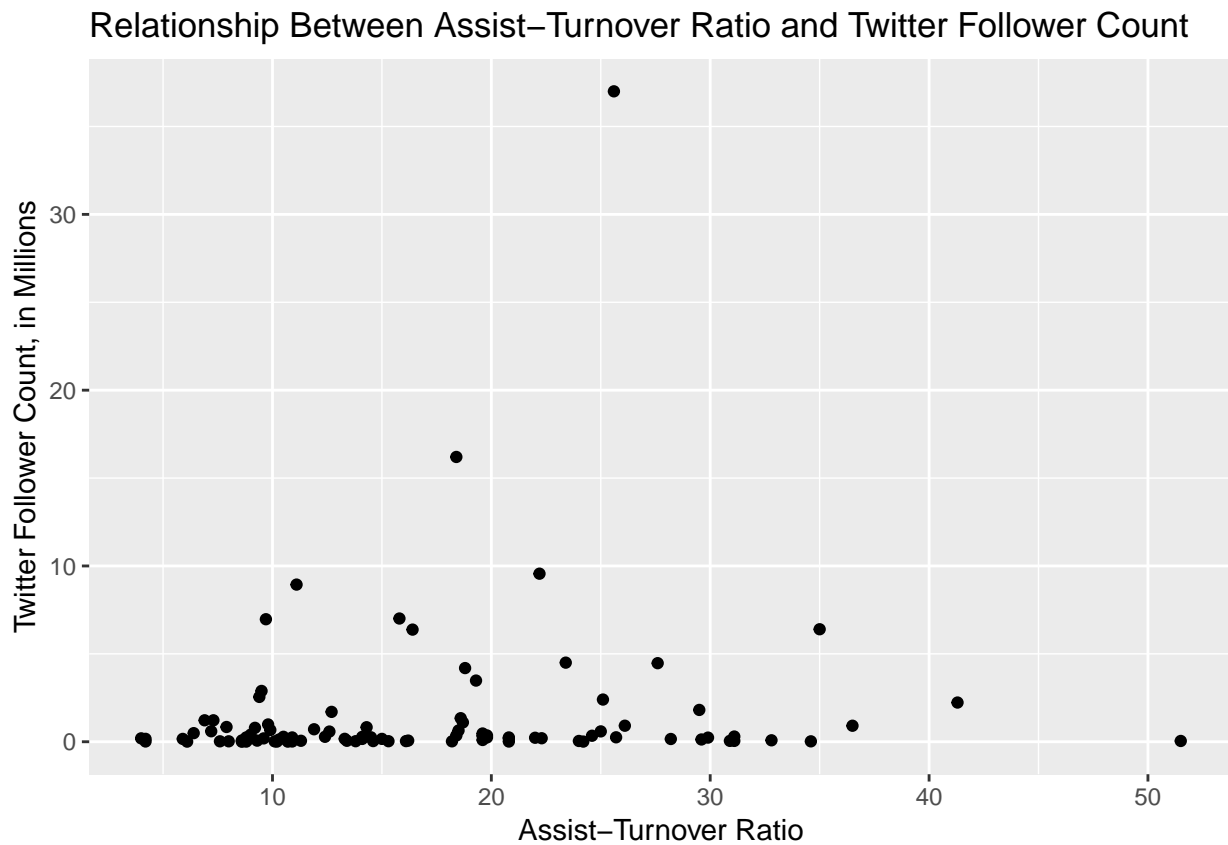 Relationship Between Assist−Turnover Ratio and Twitter Follower Count
Twitter Follower Count, in Millions
30
20
10
0
10 20 30 40 50
Assist−Turnover Ratio